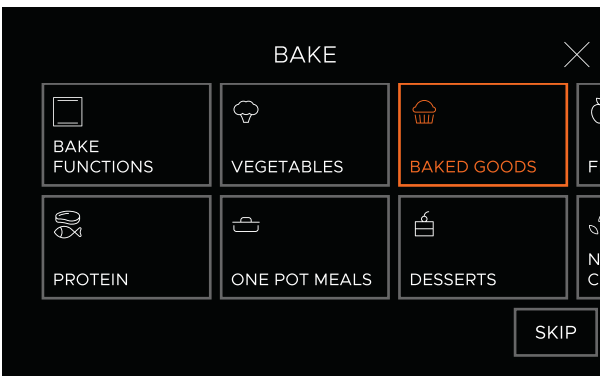 BAKE
BAKE
FUNCTIONS
VEGETABLES
BAKED GOODS
F
PROTEIN
ONE POT MEALS
DESSERTS
N
C
SKIP